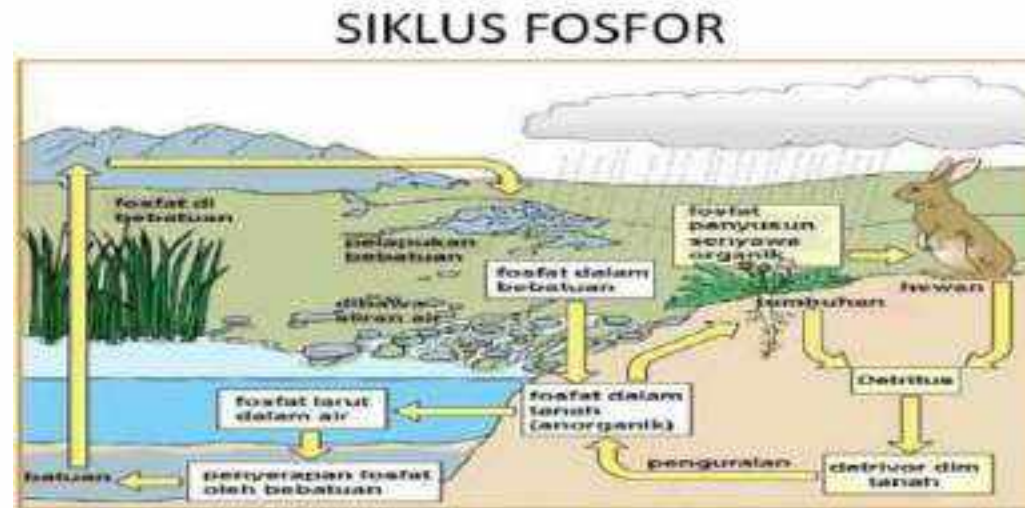 SIKLUS FOSFOR
fosfat di
bebatuan
pelapukan
bebatuan
dibawa
aliran air
fosfat dalam
bebatuan
fosfat
panyusun
senyawa
organik
tumbuhan
hewan
fosfat larut
dalam air
fosfat dalam
tanah
(anorganik)
Detritus
batuan
penyerapan fosfat
oleh bebatuan
penguraian
detrivor dlm
tanah